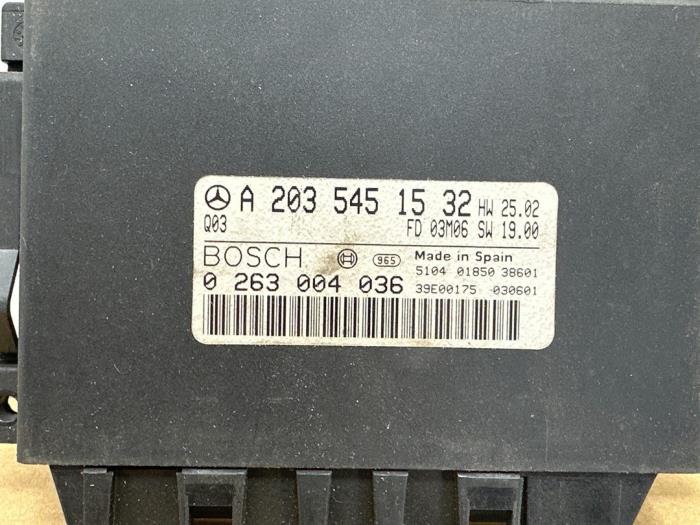 A 203 545 15 32 HW 25.02
Q03 FD 03M06 SW 19.00
BOSCH 965 Made in Spain
5104 01850 38601
0 263 004 036 39E00175 030601